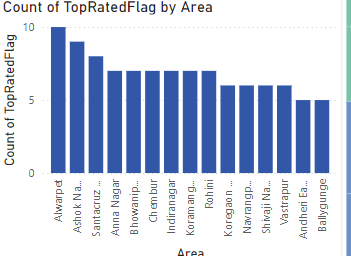 Count of TopRatedFlag by Area
Count of TopRatedFlag
10
5
0
Alwarpet
Ashok Na...
Santacruz ...
Anna Nagar
Bhowanip...
Chembur
Indiranagar
Koramang...
Rohini
Koregaon ...
Navrangp...
Shivaji Na...
Vastrapur
Andheri Ea...
Ballygunge
Area